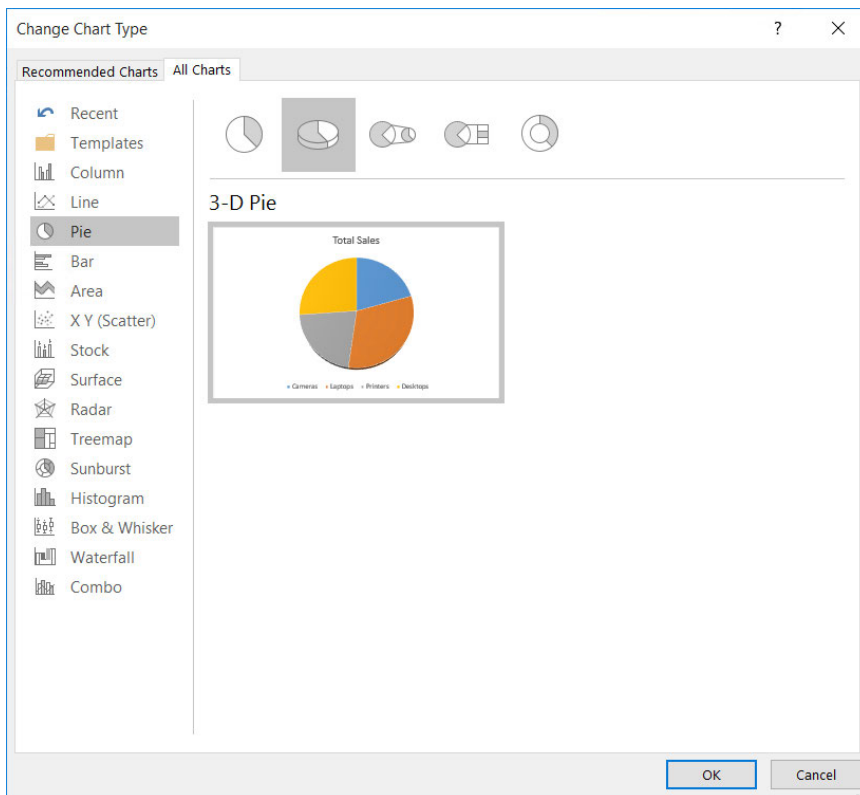 Change Chart Type
?
Recommended Charts
All Charts
Recent
Templates
Column
Line
Pie
Bar
Area
X Y (Scatter)
Stock
Surface
Radar
Treemap
Sunburst
Histogram
Box & Whisker
Waterfall
Combo
3-D Pie
Total Sales
Cameras Laptops Printers Desktops
OK
Cancel